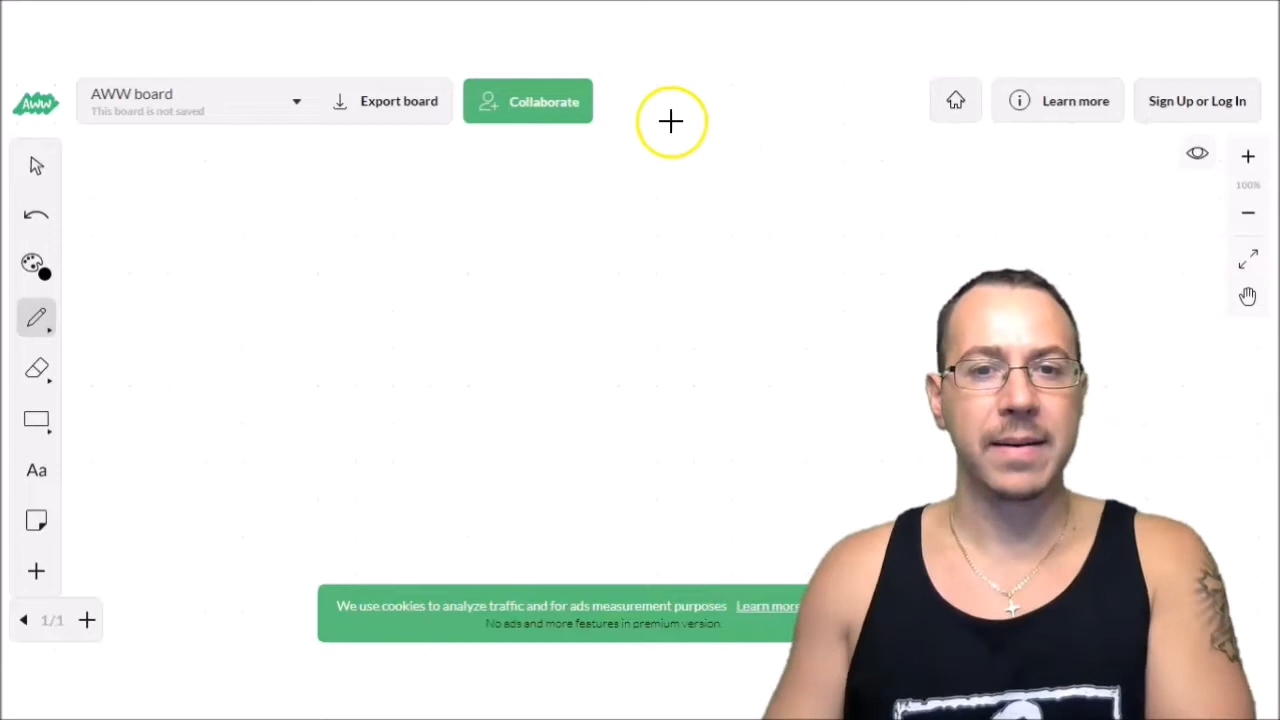 AWW
AWW board
This board is not saved
Export board
Collaborate
Learn more
Sign Up or Log In
100%
Aa
1/1
We use cookies to analyze traffic and for ads measurement purposes Learn more
No ads and more features in premium version.